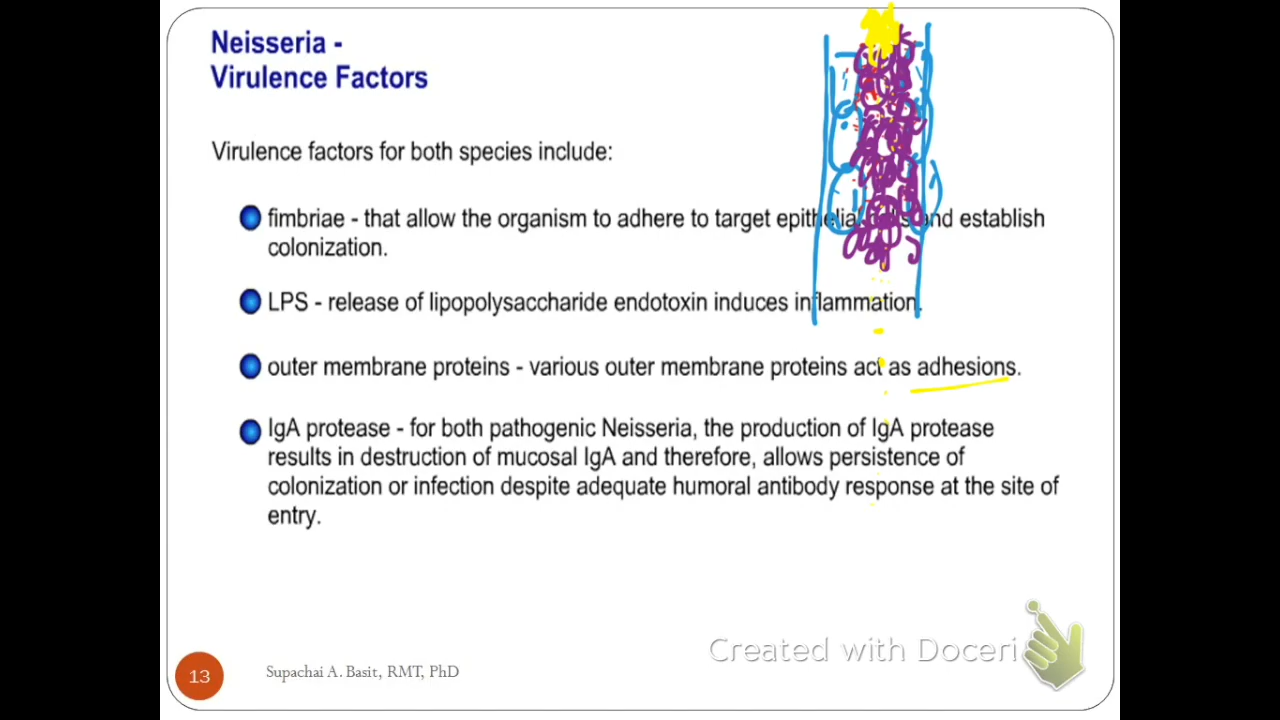 Neisseria -
Virulence Factors
Virulence factors for both species include:
fimbriae - that allow the organism to adhere to target epithelial cells and establish
colonization.
LPS - release of lipopolysaccharide endotoxin induces inflammation.
outer membrane proteins - various outer membrane proteins act as adhesions.
IgA protease - for both pathogenic Neisseria, the production of IgA protease
results in destruction of mucosal IgA and therefore, allows persistence of
colonization or infection despite adequate humoral antibody response at the site of
entry.
Created with Doceri
13
Supachai A. Basit, RMT, PhD